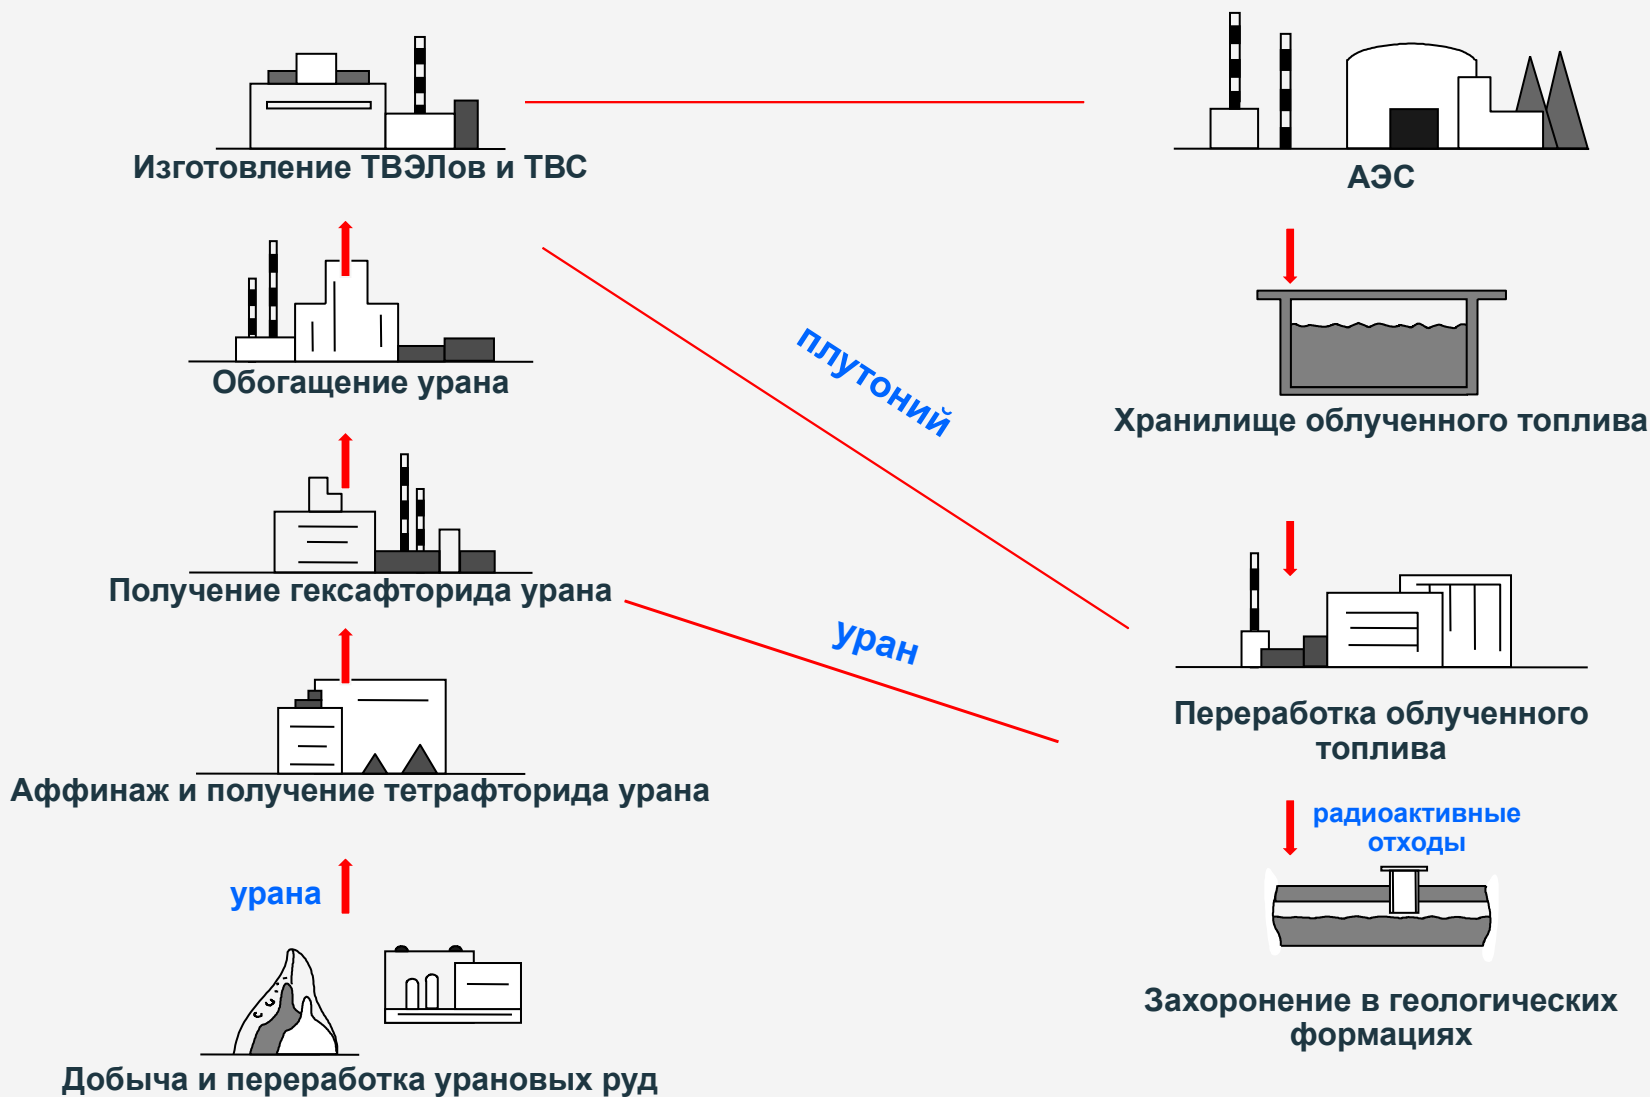 Изготовление ТВЭЛов и ТВС
АЭС
Обогащение урана
плутоний
Хранилище облученного топлива
Получение гексафторида урана
уран
Переработка облученного
топлива
Аффинаж и получение тетрафторида урана
радиоактивные
отходы
урана
Захоронение в геологических
формациях
Добыча и переработка урановых руд